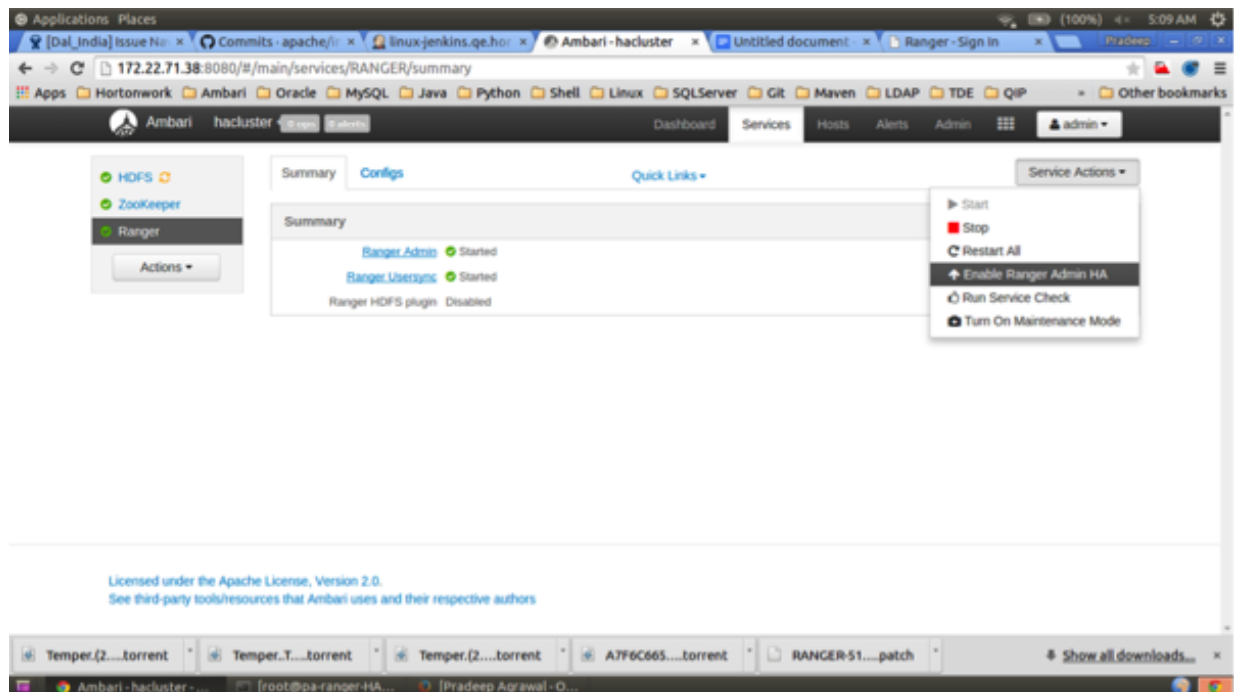 Applications Places (100%) 5:09 AM
[Dal_India] Issue Na × Commits · apache/ir × linux-jenkins.qe.hor × Ambari - hacluster × Untitled document - × Ranger - Sign In × Pradeep
172.22.71.38:8080/#/main/services/RANGER/summary
Apps Hortonwork Ambari Oracle MySQL Java Python Shell Linux SQLServer Git Maven LDAP TDE QIP » Other bookmarks
Ambari hacluster 0 ops 0 alerts Dashboard Services Hosts Alerts Admin admin
HDFS
ZooKeeper
Ranger
Actions
Summary Configs Quick Links Service Actions
Summary
Ranger Admin Started
Ranger Usersync Started
Ranger HDFS plugin Disabled
Start
Stop
Restart All
Enable Ranger Admin HA
Run Service Check
Turn On Maintenance Mode
Licensed under the Apache License, Version 2.0.
See third-party tools/resources that Ambari uses and their respective authors
Temper.(2....torrent Temper..T....torrent Temper.(2....torrent A7F6C665....torrent RANGER-51....patch Show all downloads... ×
Ambari - hacluster -... [root@pa-ranger-HA... [Pradeep Agrawal - O...